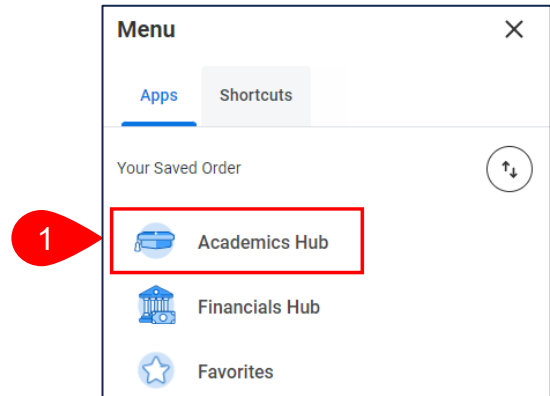 Menu
Apps Shortcuts
Your Saved Order
1 Academics Hub
Financials Hub
Favorites